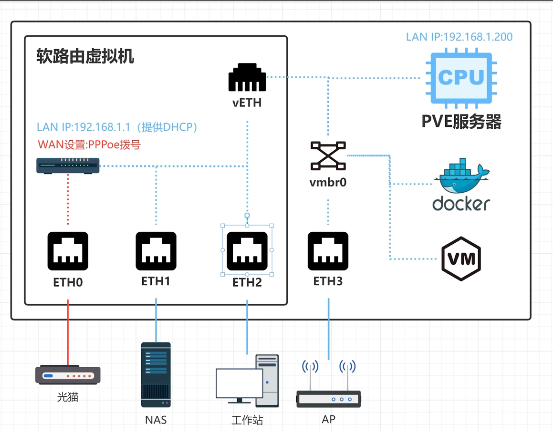 LAN IP:192.168.1.200
软路由虚拟机
CPU
vETH
PVE服务器
LAN IP:192.168.1.1（提供DHCP）
WAN设置:PPPoe拨号
vmbr0
docker
VM
ETH0
ETH1
ETH2
ETH3
光猫
NAS
工作站
AP